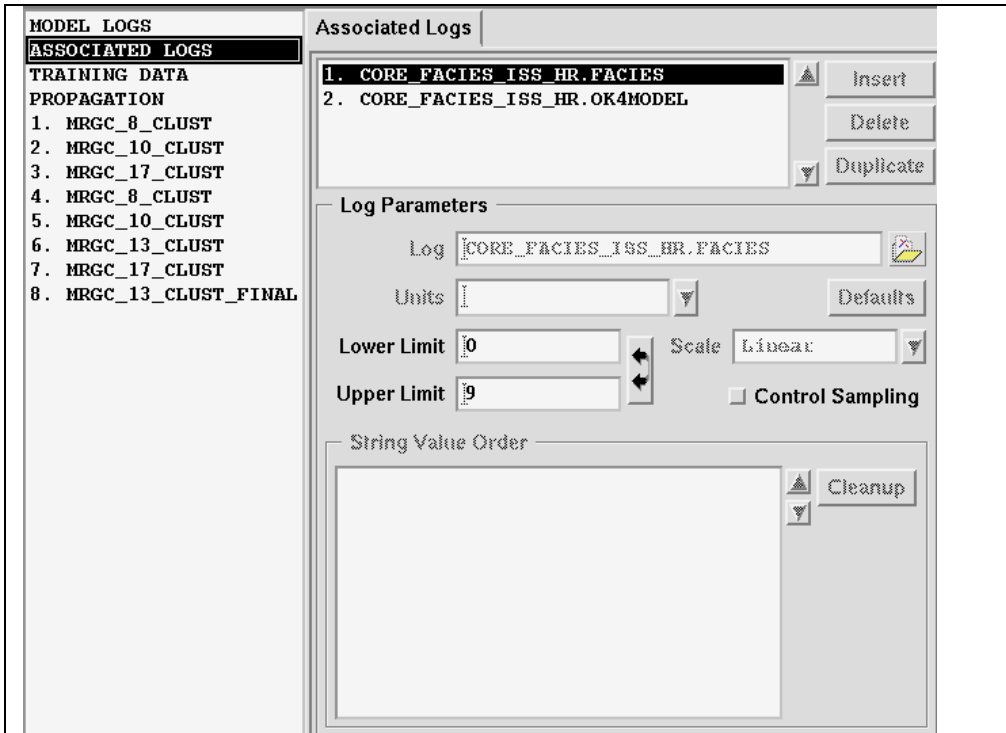 MODEL LOGS
ASSOCIATED LOGS
TRAINING DATA
PROPAGATION
1. MRGC_8_CLUST
2. MRGC_10_CLUST
3. MRGC_17_CLUST
4. MRGC_8_CLUST
5. MRGC_10_CLUST
6. MRGC_13_CLUST
7. MRGC_17_CLUST
8. MRGC_13_CLUST_FINAL
Associated Logs
1. CORE_FACIES_ISS_HR.FACIES
2. CORE_FACIES_ISS_HR.OK4MODEL
Insert
Delete
Duplicate
Log Parameters
Log CORE_FACIES_ISS_HR.FACIES
Units Defaults
Lower Limit 0 Scale Linear
Upper Limit 9 Control Sampling
String Value Order
Cleanup